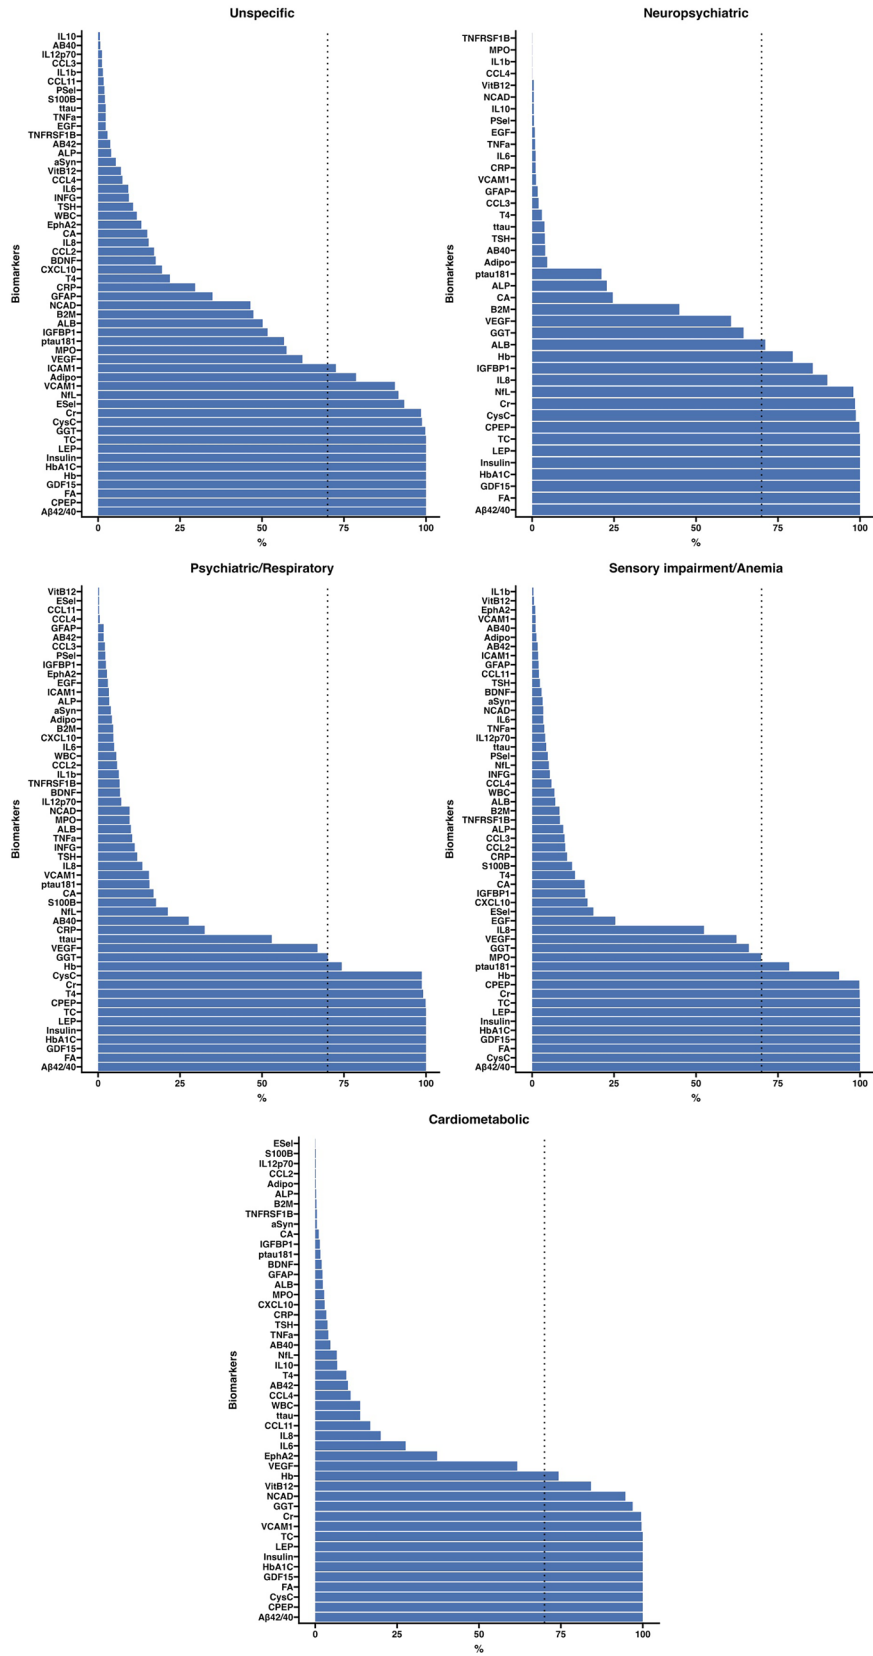 Unspecific
IL10
AB40
IL12p70
CCL3
IL1b
CCL11
PSel
S100B
ttau
TNFa
EGF
TNFRSF1B
AB42
ALP
aSyn
VitB12
CCL4
IL6
INFG
TSH
WBC
EphA2
CA
IL8
CCL2
BDNF
CXCL10
T4
CRP
GFAP
NCAD
B2M
ALB
IGFBP1
ptau181
MPO
VEGF
ICAM1
Adipo
VCAM1
NfL
ESel
Cr
CysC
GGT
TC
LEP
Insulin
HbA1C
Hb
GDF15
FA
CPEP
Aβ42/40
Biomarkers
0 25 50 75 100
%
Neuropsychiatric
TNFRSF1B
MPO
IL1b
CCL4
VitB12
NCAD
IL10
PSel
EGF
TNFa
IL6
CRP
VCAM1
GFAP
CCL3
T4
ttau
TSH
AB40
Adipo
ptau181
ALP
CA
B2M
VEGF
GGT
ALB
Hb
IGFBP1
IL8
NfL
Cr
CysC
CPEP
TC
LEP
Insulin
HbA1C
GDF15
FA
Aβ42/40
Biomarkers
0 25 50 75 100
%
Psychiatric/Respiratory
VitB12
ESel
CCL11
CCL4
GFAP
AB42
CCL3
PSel
IGFBP1
EphA2
EGF
ICAM1
ALP
aSyn
Adipo
B2M
CXCL10
IL6
WBC
CCL2
IL1b
TNFRSF1B
BDNF
IL12p70
NCAD
MPO
ALB
TNFa
INFG
TSH
IL8
VCAM1
ptau181
CA
S100B
NfL
AB40
CRP
ttau
VEGF
GGT
Hb
CysC
Cr
T4
CPEP
TC
LEP
Insulin
HbA1C
GDF15
FA
Aβ42/40
Biomarkers
0 25 50 75 100
%
Sensory impairment/Anemia
IL1b
VitB12
EphA2
VCAM1
AB40
Adipo
AB42
ICAM1
GFAP
CCL11
TSH
BDNF
aSyn
NCAD
IL6
TNFa
IL12p70
ttau
PSel
NfL
INFG
CCL4
WBC
ALB
B2M
TNFRSF1B
ALP
CCL3
CCL2
CRP
S100B
T4
CA
IGFBP1
CXCL10
ESel
EGF
IL8
VEGF
GGT
MPO
ptau181
Hb
CPEP
Cr
TC
LEP
Insulin
HbA1C
GDF15
FA
CysC
Aβ42/40
Biomarkers
0 25 50 75 100
%
Cardiometabolic
ESel
S100B
IL12p70
CCL2
Adipo
ALP
B2M
TNFRSF1B
aSyn
CA
IGFBP1
ptau181
BDNF
GFAP
ALB
MPO
CXCL10
CRP
TSH
TNFa
AB40
NfL
IL10
T4
AB42
CCL4
WBC
ttau
CCL11
IL8
IL6
EphA2
VEGF
Hb
VitB12
NCAD
GGT
Cr
VCAM1
TC
LEP
Insulin
HbA1C
GDF15
FA
CysC
CPEP
Aβ42/40
Biomarkers
0 25 50 75 100
%